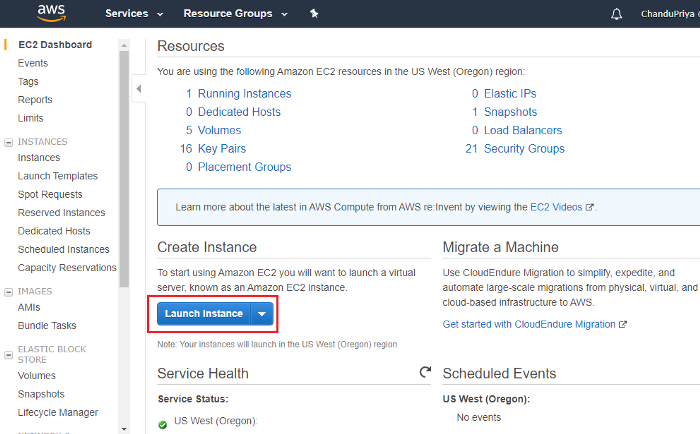 aws
Services
Resource Groups
ChanduPriya
EC2 Dashboard
Events
Tags
Reports
Limits
INSTANCES
Instances
Launch Templates
Spot Requests
Reserved Instances
Dedicated Hosts
Scheduled Instances
Capacity Reservations
IMAGES
AMIs
Bundle Tasks
ELASTIC BLOCK
STORE
Volumes
Snapshots
Lifecycle Manager
Resources
You are using the following Amazon EC2 resources in the US West (Oregon) region:
1 Running Instances
0 Dedicated Hosts
5 Volumes
16 Key Pairs
0 Placement Groups
0 Elastic IPs
1 Snapshots
0 Load Balancers
21 Security Groups
Learn more about the latest in AWS Compute from AWS re:Invent by viewing the EC2 Videos.
Create Instance
To start using Amazon EC2 you will want to launch a virtual
server, known as an Amazon EC2 instance.
Launch Instance
Note: Your instances will launch in the US West (Oregon) region
Migrate a Machine
Use CloudEndure Migration to simplify, expedite, and
automate large-scale migrations from physical, virtual, and
cloud-based infrastructure to AWS.
Get started with CloudEndure Migration
Service Health
Service Status:
US West (Oregon):
Scheduled Events
US West (Oregon):
No events